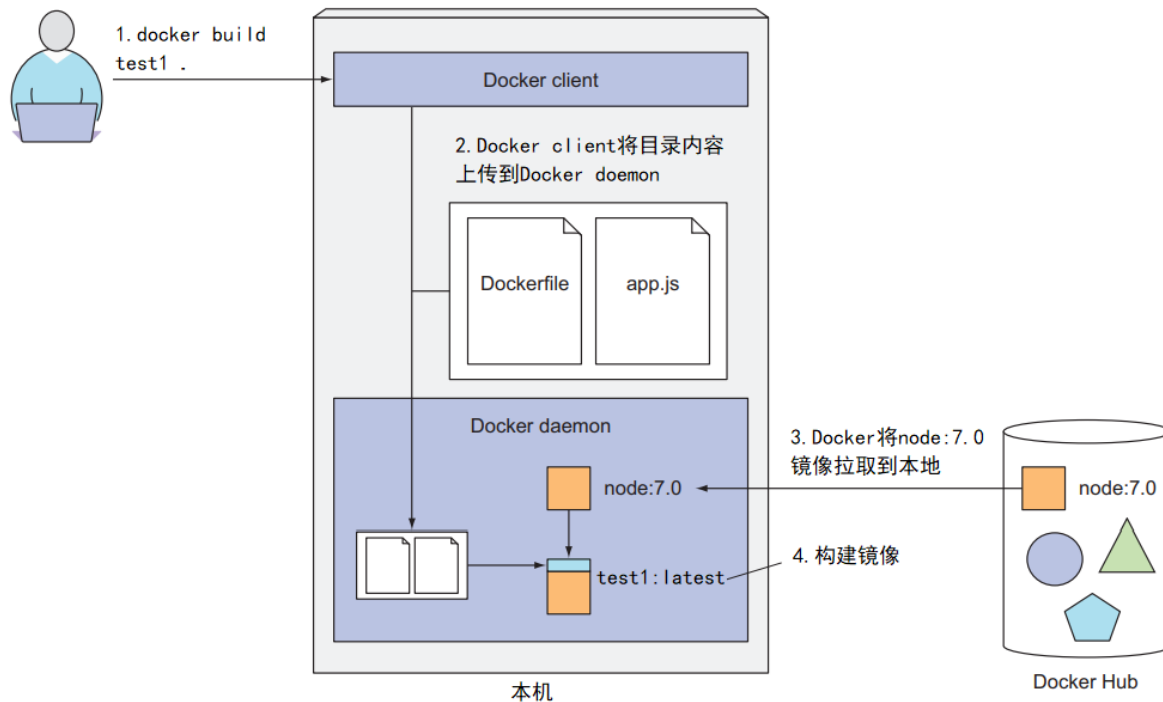 1.docker build
test1 .
Docker client
2.Docker client将目录内容
上传到Docker doemon
Dockerfile
app.js
Docker daemon
3.Docker将node:7.0
镜像拉取到本地
node:7.0
node:7.0
test1:latest
4.构建镜像
本机
Docker Hub